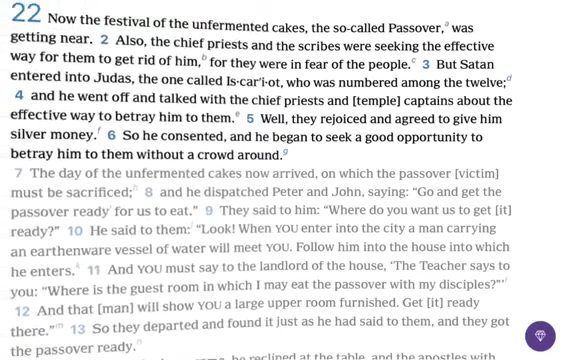 22 Now the festival of the unfermented cakes, the so-called Passover,ᵃ was
getting near. 2 Also, the chief priests and the scribes were seeking the effective
way for them to get rid of him,ᵇ for they were in fear of the people.ᶜ 3 But Satan
entered into Judas, the one called Is·car′i·ot, who was numbered among the twelve;ᵈ
4 and he went off and talked with the chief priests and [temple] captains about the
effective way to betray him to them.ᵉ 5 Well, they rejoiced and agreed to give him
silver money.ᶠ 6 So he consented, and he began to seek a good opportunity to
betray him to them without a crowd around.ᵍ
7 The day of the unfermented cakes now arrived, on which the passover [victim]
must be sacrificed;ʰ 8 and he dispatched Peter and John, saying: “Go and get the
passover readyⁱ for us to eat.” 9 They said to him: “Where do you want us to get [it]
ready?” 10 He said to them:ʲ “Look! When YOU enter into the city a man carrying
an earthenware vessel of water will meet YOU. Follow him into the house into which
he enters.ᵏ 11 And YOU must say to the landlord of the house, ‘The Teacher says to
you: “Where is the guest room in which I may eat the passover with my disciples?”’ˡ
12 And that [man] will show YOU a large upper room furnished. Get [it] ready
there.”ᵐ 13 So they departed and found it just as he had said to them, and they got
the passover ready.ⁿ
he reclined at the table, and the apostles with